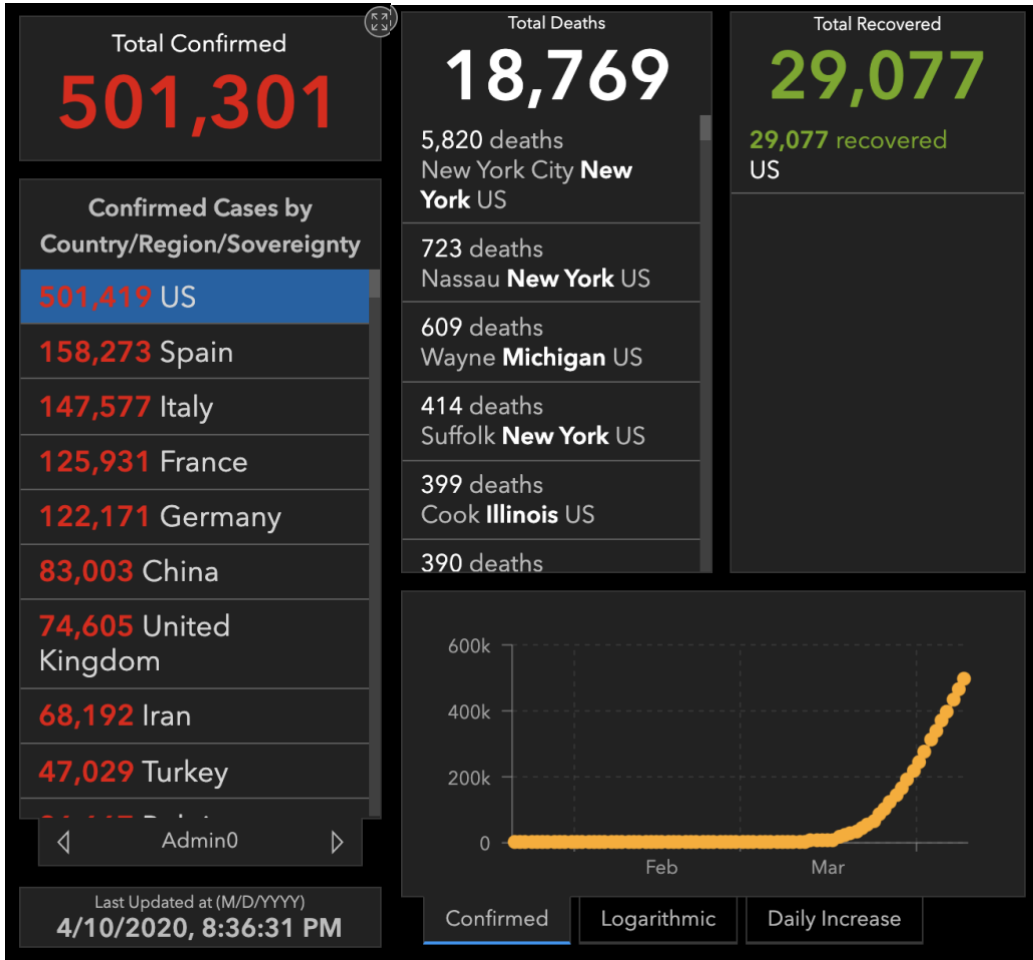 Total Confirmed
501,301
Confirmed Cases by
Country/Region/Sovereignty
501,419 US
158,273 Spain
147,577 Italy
125,931 France
122,171 Germany
83,003 China
74,605 United
Kingdom
68,192 Iran
47,029 Turkey
Admin0
Last Updated at (M/D/YYYY)
4/10/2020, 8:36:31 PM
Total Deaths
18,769
5,820 deaths
New York City New
York US
723 deaths
Nassau New York US
609 deaths
Wayne Michigan US
414 deaths
Suffolk New York US
399 deaths
Cook Illinois US
390 deaths
Total Recovered
29,077
29,077 recovered
US
600k
400k
200k
0
Feb
Mar
Confirmed
Logarithmic
Daily Increase